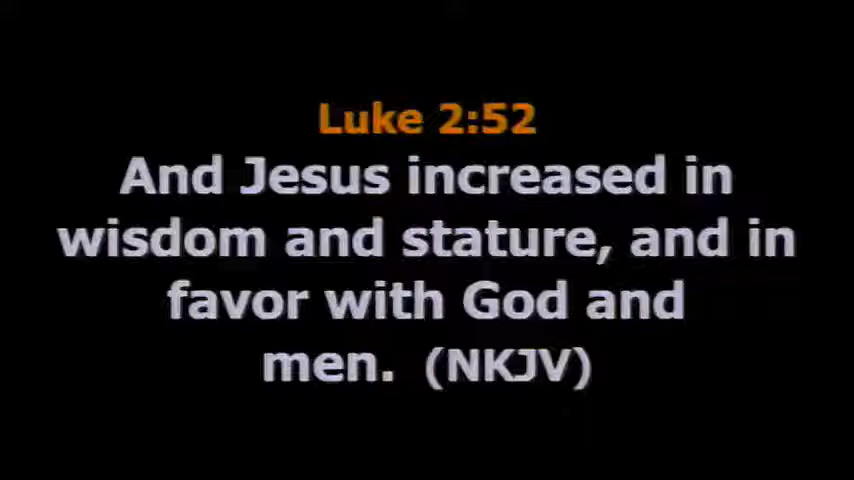 Luke 2:52
And Jesus increased in
wisdom and stature, and in
favor with God and
men. (NKJV)